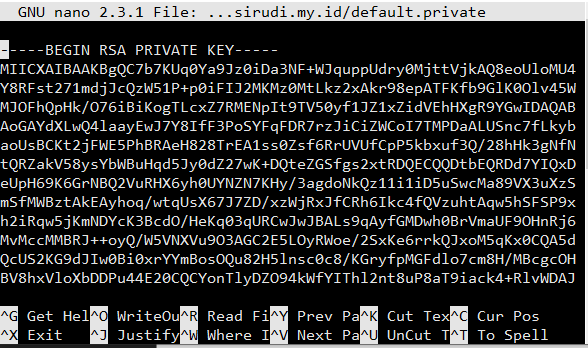 GNU nano 2.3.1 File: ...sirudi.my.id/default.private
-----BEGIN RSA PRIVATE KEY-----
MIICXAIBAAKBgQC7b7KUq0Ya9Jz0iDa3NF+WJquppUdry0MjttVjkAQ8eoUloMU4
Y8RFst271mdjJcQzW51P+p0iFIJ2MKMz0MtLkz2xAkr98epATFKfb9GlK0Olv45W
MJOFhQpHk/O76iBiKogTLcxZ7RMENpIt9TV50yf1JZ1xZidVEhHXgR9YGwIDAQAB
AoGAYdXLwQ4laayEwJ7Y8IfF3PoSYFqFDR7rzJiCiZWCoI7TMPDaALUSnc7fLkyb
aoUsBCKt2jFWE5PhBRAeH828TrEA1ss0Zsf6RrUVUfCpP5kbxuf3Q/28hHk3gNfN
tQRZakV58ysYbWBuHqd5Jy0dZ27wK+DQteZGSfgs2xtRDQECQQDtbEQRDd7YIQxD
eUpH69K6GrNBQ2VuRHX6yh0UYNZN7KHy/3agdoNkQz11i1iD5uSwcMa89VX3uXzS
mSfMWBztAkEAyhoq/wtqUsX67J7ZD/xzWjRxJfCRh6Ikc4fQVzuhtAqw5hSFSP9x
h2iRqw5jKmNDYcK3BcdO/HeKq03qURCwJwJBALs9qAyfGMDwh0BrVmaUF9OHnRj6
MvMccMMBRJ++oyQ/W5VNXVu9O3AGC2E5LOyRWoe/2SxKe6rrkQJxoM5qKx0CQA5d
QcUS2KG9dJIw0Bi0xrYYmBosOQu82H5lnsc0c8/KGryfpMGFdlo7cm8H/MBcgcOH
BV8hxVloXbDDPu44E20CQCYonTlyDZO94kWfYIThl2nt8uP8aT9iack4+RlvWDAJ
^G Get Hel^O WriteOu^R Read Fi^Y Prev Pa^K Cut Tex^C Cur Pos
^X Exit ^J Justify^W Where I^V Next Pa^U UnCut T^T To Spell